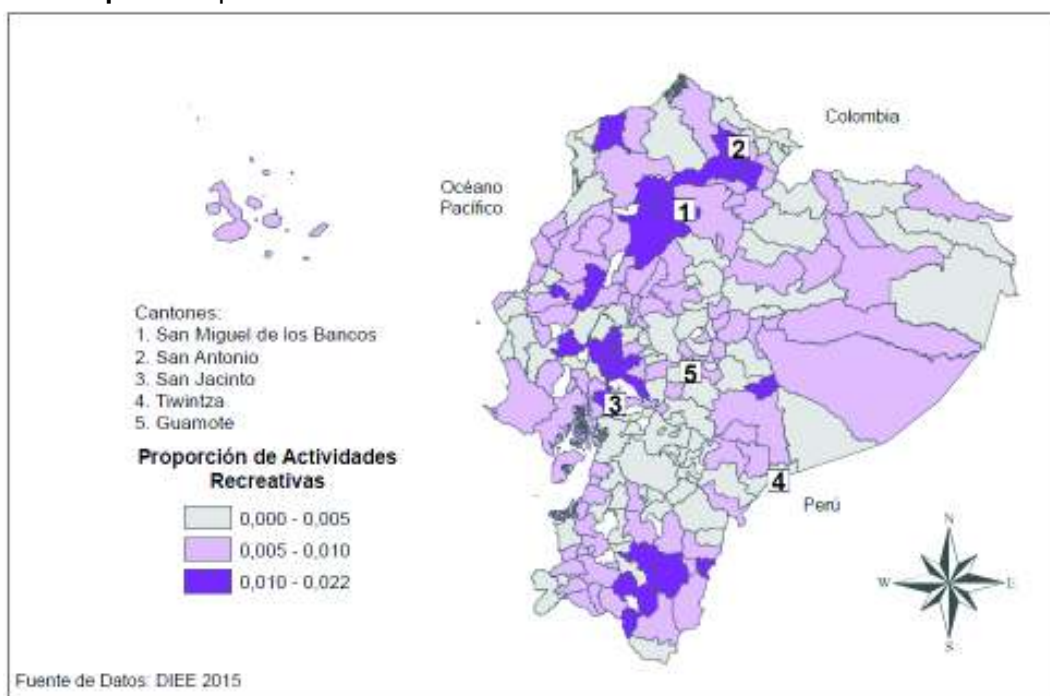 Colombia
Océano
Pacífico
2
1
Cantones:
1. San Miguel de los Bancos
2. San Antonio
3. San Jacinto
4. Tiwintza
5. Guamote
5
3
4
Perú
Proporción de Actividades
Recreativas
0,000 - 0,005
0,005 - 0,010
0,010 - 0,022
N
W
E
S
Fuente de Datos: DIEE 2015